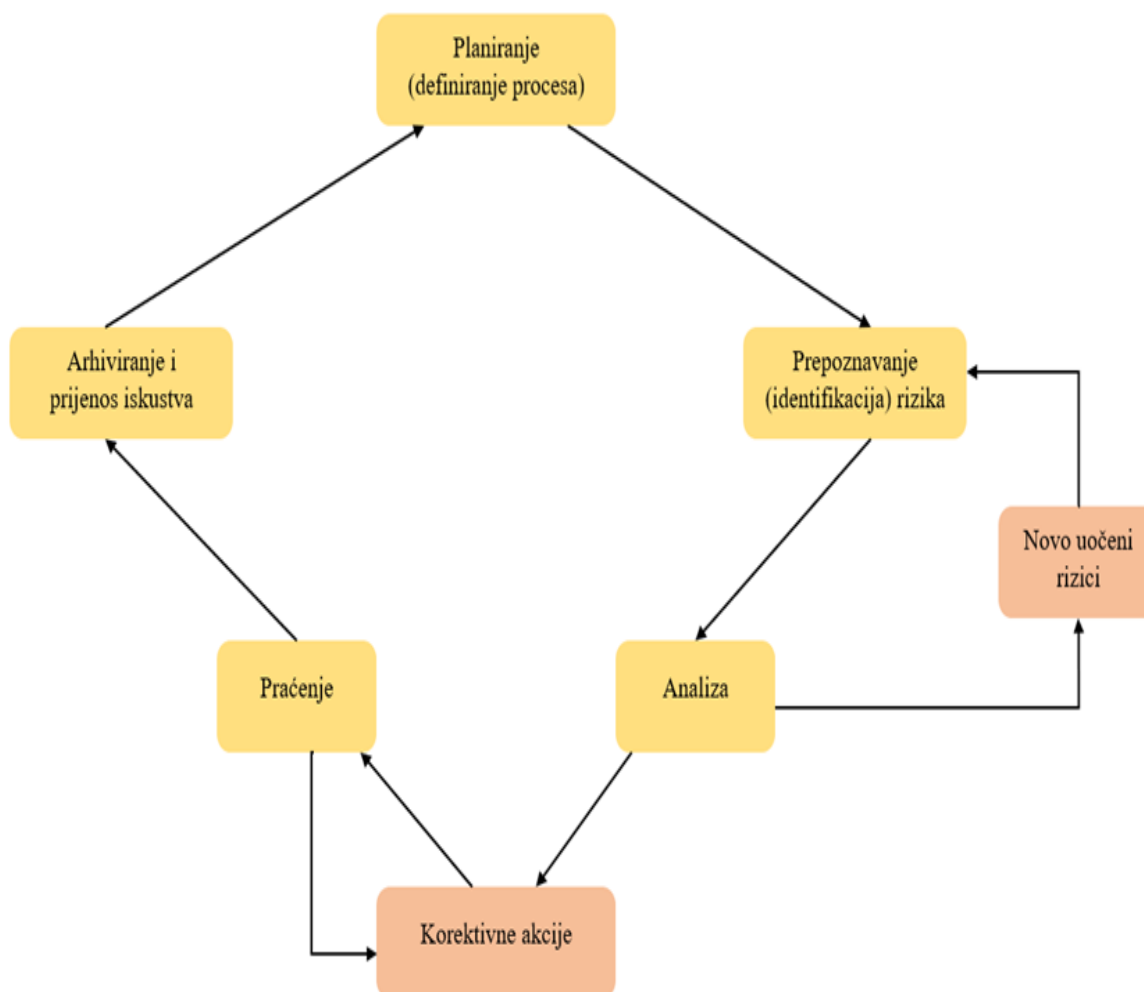 Planiranje
(definiranje procesa)
Arhiviranje i
prijenos iskustva
Prepoznavanje
(identifikacija) rizika
Novo uočeni
rizici
Praćenje
Analiza
Korektivne akcije